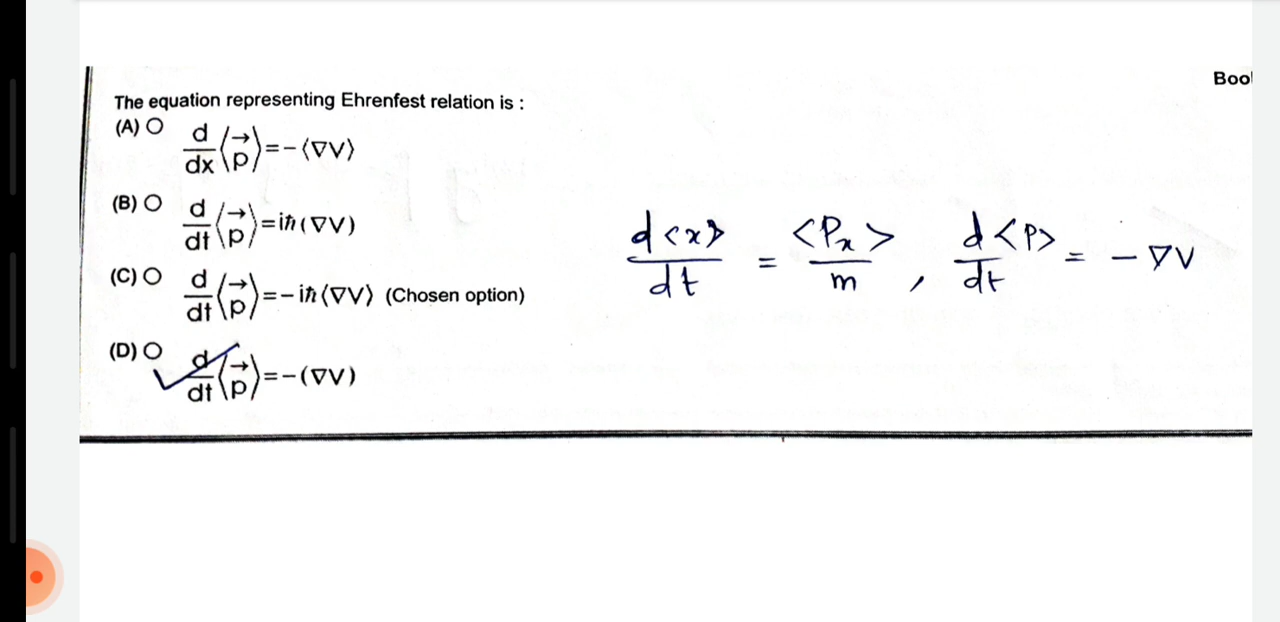 Boo
The equation representing Ehrenfest relation is :
(A) d/dx ⟨p⃗⟩=−⟨∇V⟩
(B) d/dt ⟨p⃗⟩=iħ(∇V)
(C) d/dt ⟨p⃗⟩=−iħ⟨∇V⟩ (Chosen option)
(D) d/dt ⟨p⃗⟩=−(∇V)
d<x>/dt = <Px>/m , d<P>/dt = −∇V